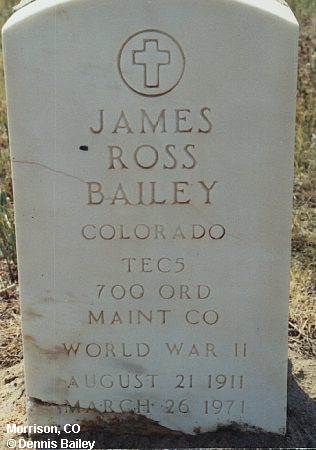 JAMES
ROSS
BAILEY
COLORADO
TEC5
700 ORD
MAINT CO
WORLD WAR II
AUGUST 21 1911
MARCH 26 1971
Morrison, CO
© Dennis Bailey